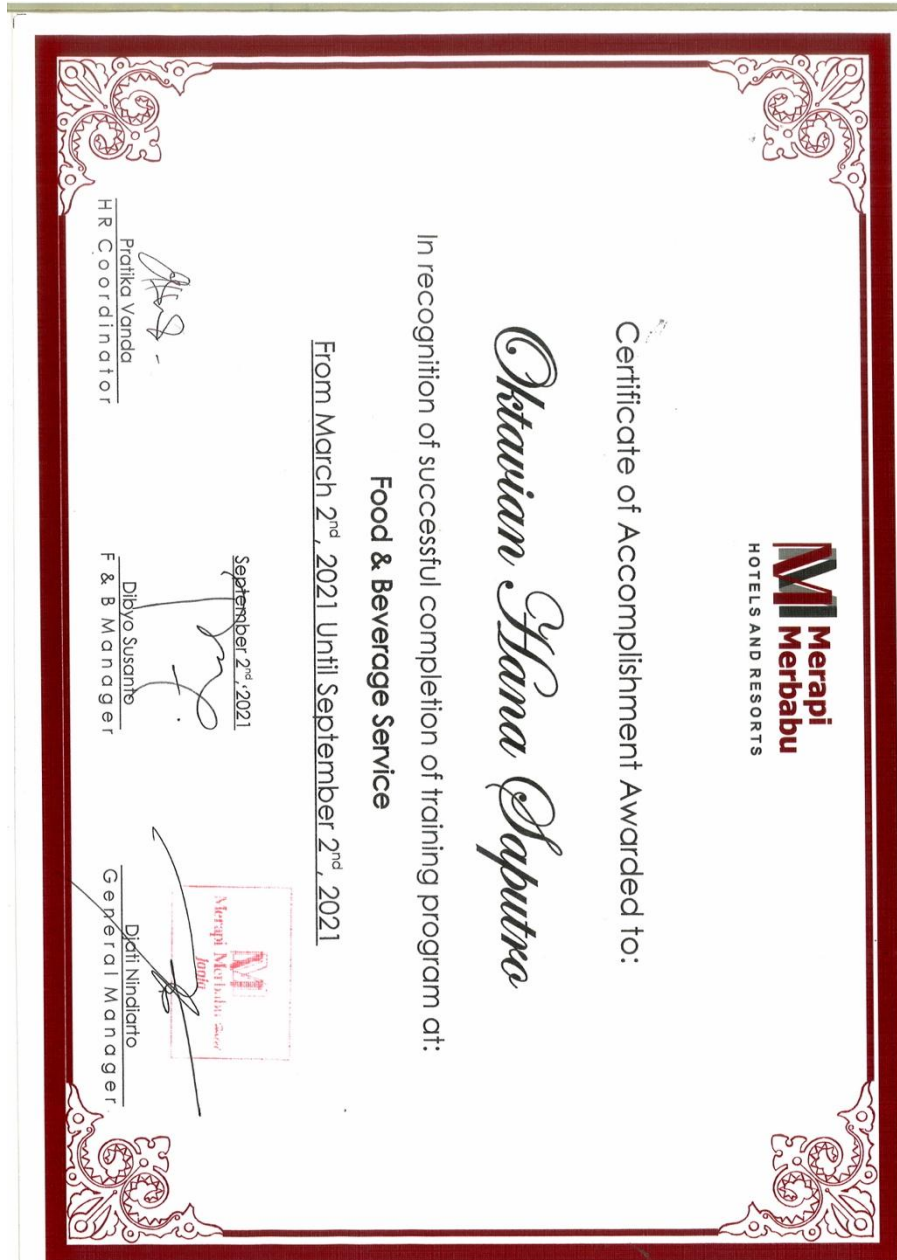 Merapi
Merbabu
HOTELS AND RESORTS
Certificate of Accomplishment Awarded to:
Oktavian Hana Saputro
In recognition of successful completion of training program at:
Food & Beverage Service
From March 2nd, 2021 Until September 2nd, 2021
September 2nd, 2021
Merapi Merbabu
Pratika Vanda
HR Coordinator
Dibyo Susanto
F & B Manager
Djati Nindiarto
General Manager